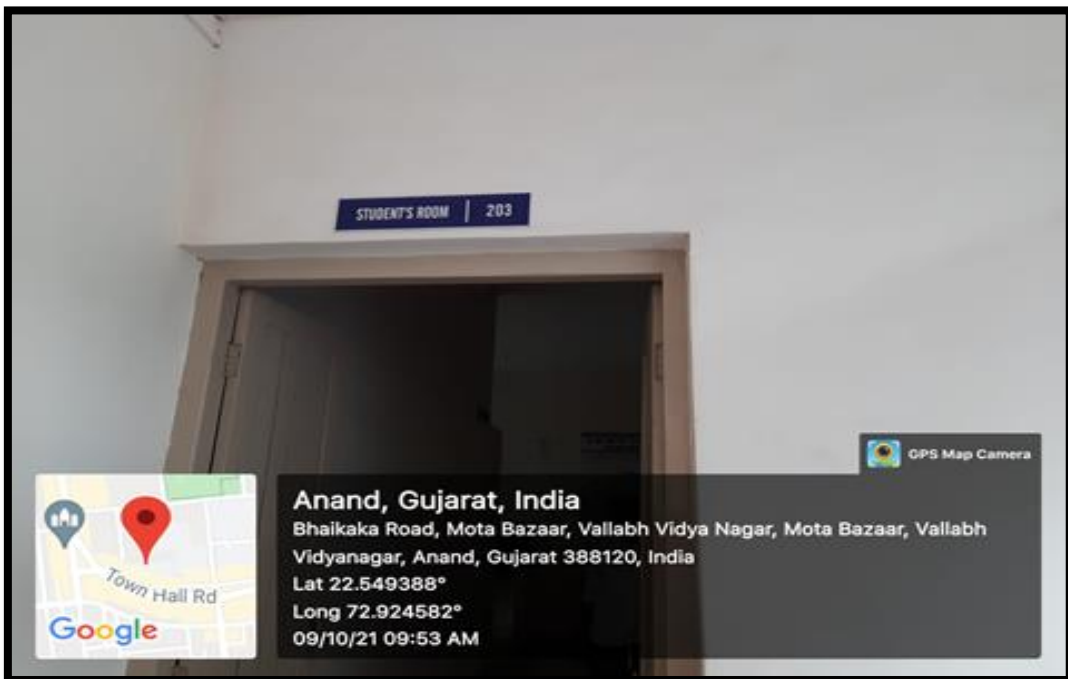 STUDENT'S ROOM | 203
GPS Map Camera
Anand, Gujarat, India
Bhaikaka Road, Mota Bazaar, Vallabh Vidya Nagar, Mota Bazaar, Vallabh
Vidyanagar, Anand, Gujarat 388120, India
Lat 22.549388°
Long 72.924582°
09/10/21 09:53 AM
Town Hall Rd
Google